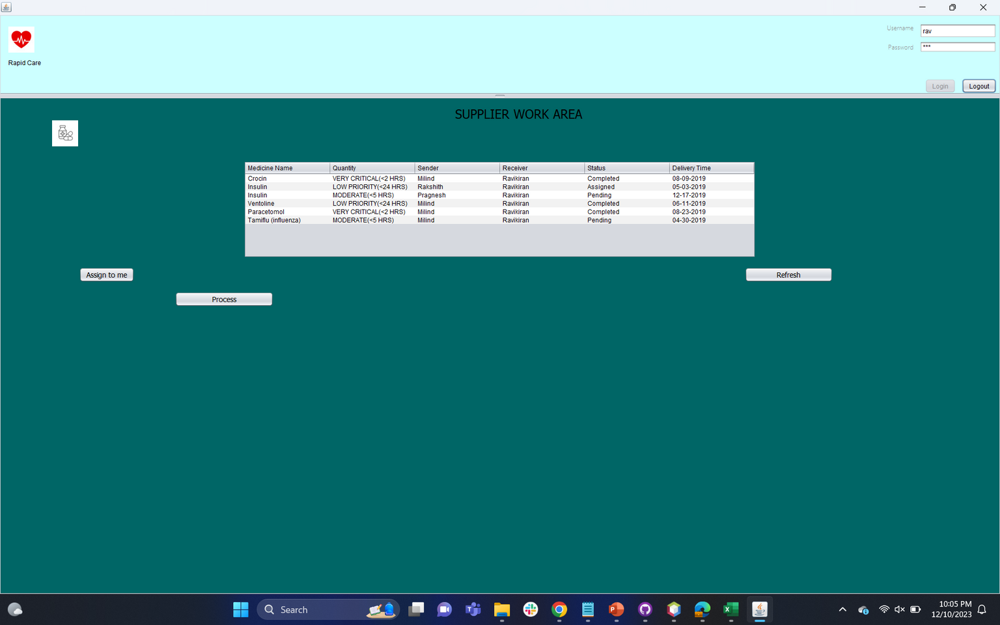 Username rav
Password ***
Rapid Care
Login Logout
SUPPLIER WORK AREA
Medicine Name Quantity Sender Receiver Status Delivery Time
Crocin VERY CRITICAL(<2 HRS) Milind Ravikiran Completed 08-09-2019
Insulin LOW PRIORITY(<24 HRS) Rakshith Ravikiran Assigned 05-03-2019
Insulin MODERATE(<5 HRS) Pragnesh Ravikiran Pending 12-17-2019
Ventoline LOW PRIORITY(<24 HRS) Milind Ravikiran Completed 06-11-2019
Paracetomol VERY CRITICAL(<2 HRS) Milind Ravikiran Completed 08-23-2019
Tamiflu (influenza) MODERATE(<5 HRS) Milind Ravikiran Pending 04-30-2019
Assign to me Refresh
Process
Search
10:05 PM
12/10/2023